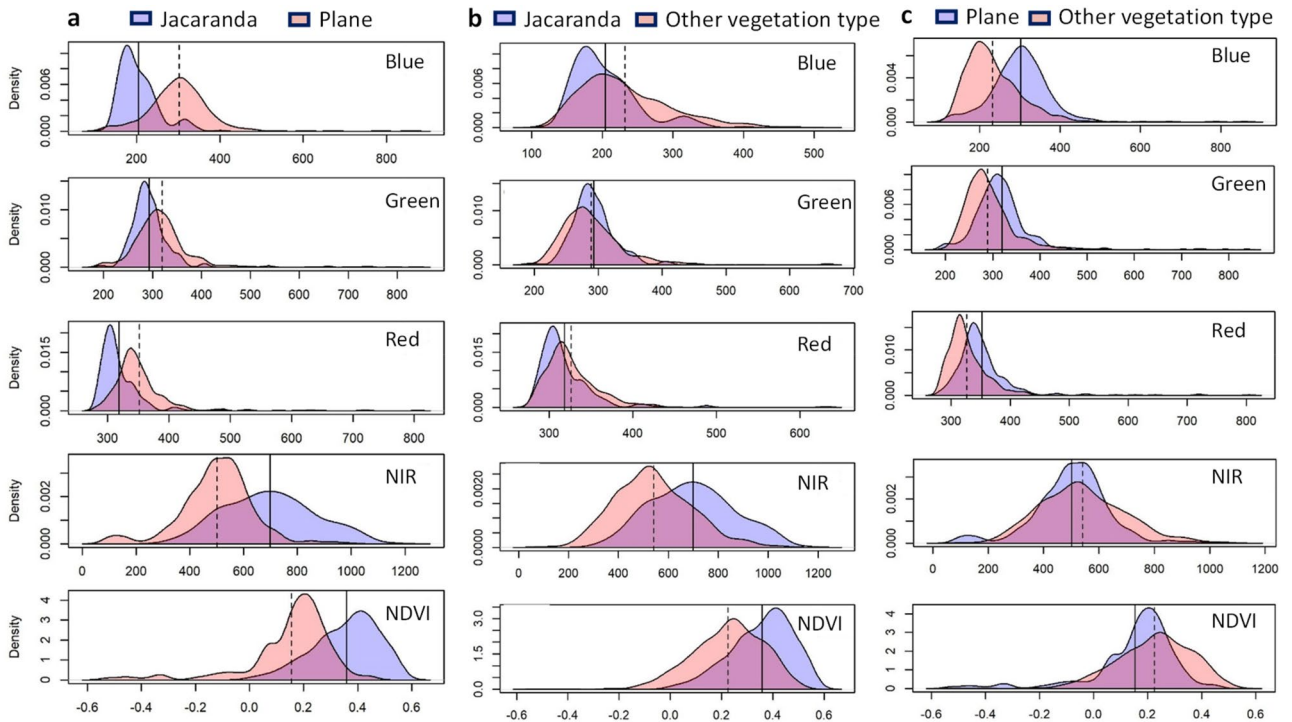 a Jacaranda Plane
Density
0.000 0.006
Blue
200 400 600 800
Density
0.000 0.010
Green
200 300 400 500 600 700 800
Density
0.000 0.015
Red
300 400 500 600 700 800
Density
0.000 0.002
NIR
0 200 400 600 800 1000 1200
Density
0 1 2 3 4
NDVI
-0.6 -0.4 -0.2 0.0 0.2 0.4 0.6
b Jacaranda Other vegetation type
0.000 0.006
Blue
100 200 300 400 500
0.000 0.010
Green
200 300 400 500 600 700
0.000 0.015
Red
300 400 500 600
0.0000 0.0020
NIR
0 200 400 600 800 1000 1200
0.0 1.5 3.0
NDVI
-0.6 -0.4 -0.2 0.0 0.2 0.4 0.6
c Plane Other vegetation type
0.000 0.004
Blue
200 400 600 800
0.000 0.006
Green
200 300 400 500 600 700 800
0.000 0.010
Red
300 400 500 600 700 800
0.000 0.002
NIR
0 200 400 600 800 1000 1200
0 1 2 3 4
NDVI
-0.6 -0.4 -0.2 0.0 0.2 0.4 0.6